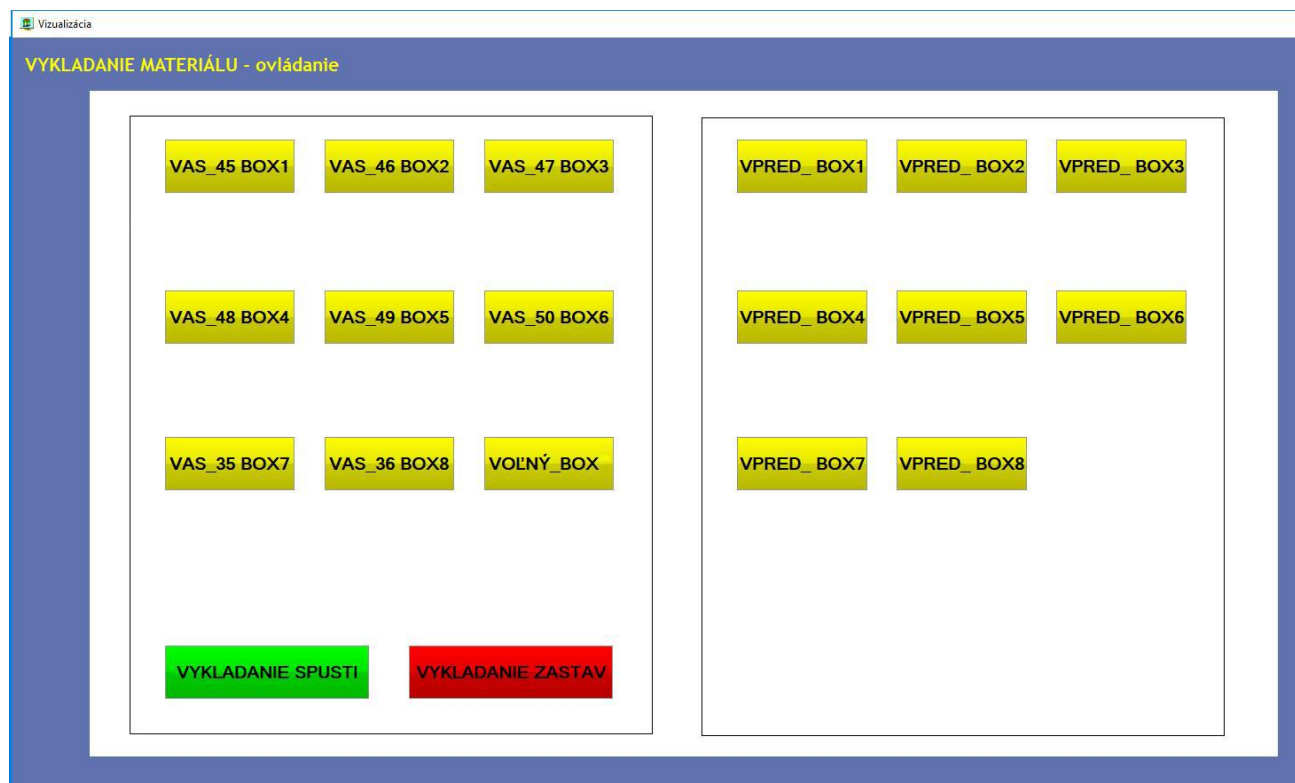 Vizualizácia
VYKLADANIE MATERIÁLU - ovládanie
VAS_45 BOX1
VAS_46 BOX2
VAS_47 BOX3
VAS_48 BOX4
VAS_49 BOX5
VAS_50 BOX6
VAS_35 BOX7
VAS_36 BOX8
VOĽNÝ_BOX
VYKLADANIE SPUSTI
VYKLADANIE ZASTAV
VPRED_ BOX1
VPRED_ BOX2
VPRED_ BOX3
VPRED_ BOX4
VPRED_ BOX5
VPRED_ BOX6
VPRED_ BOX7
VPRED_ BOX8